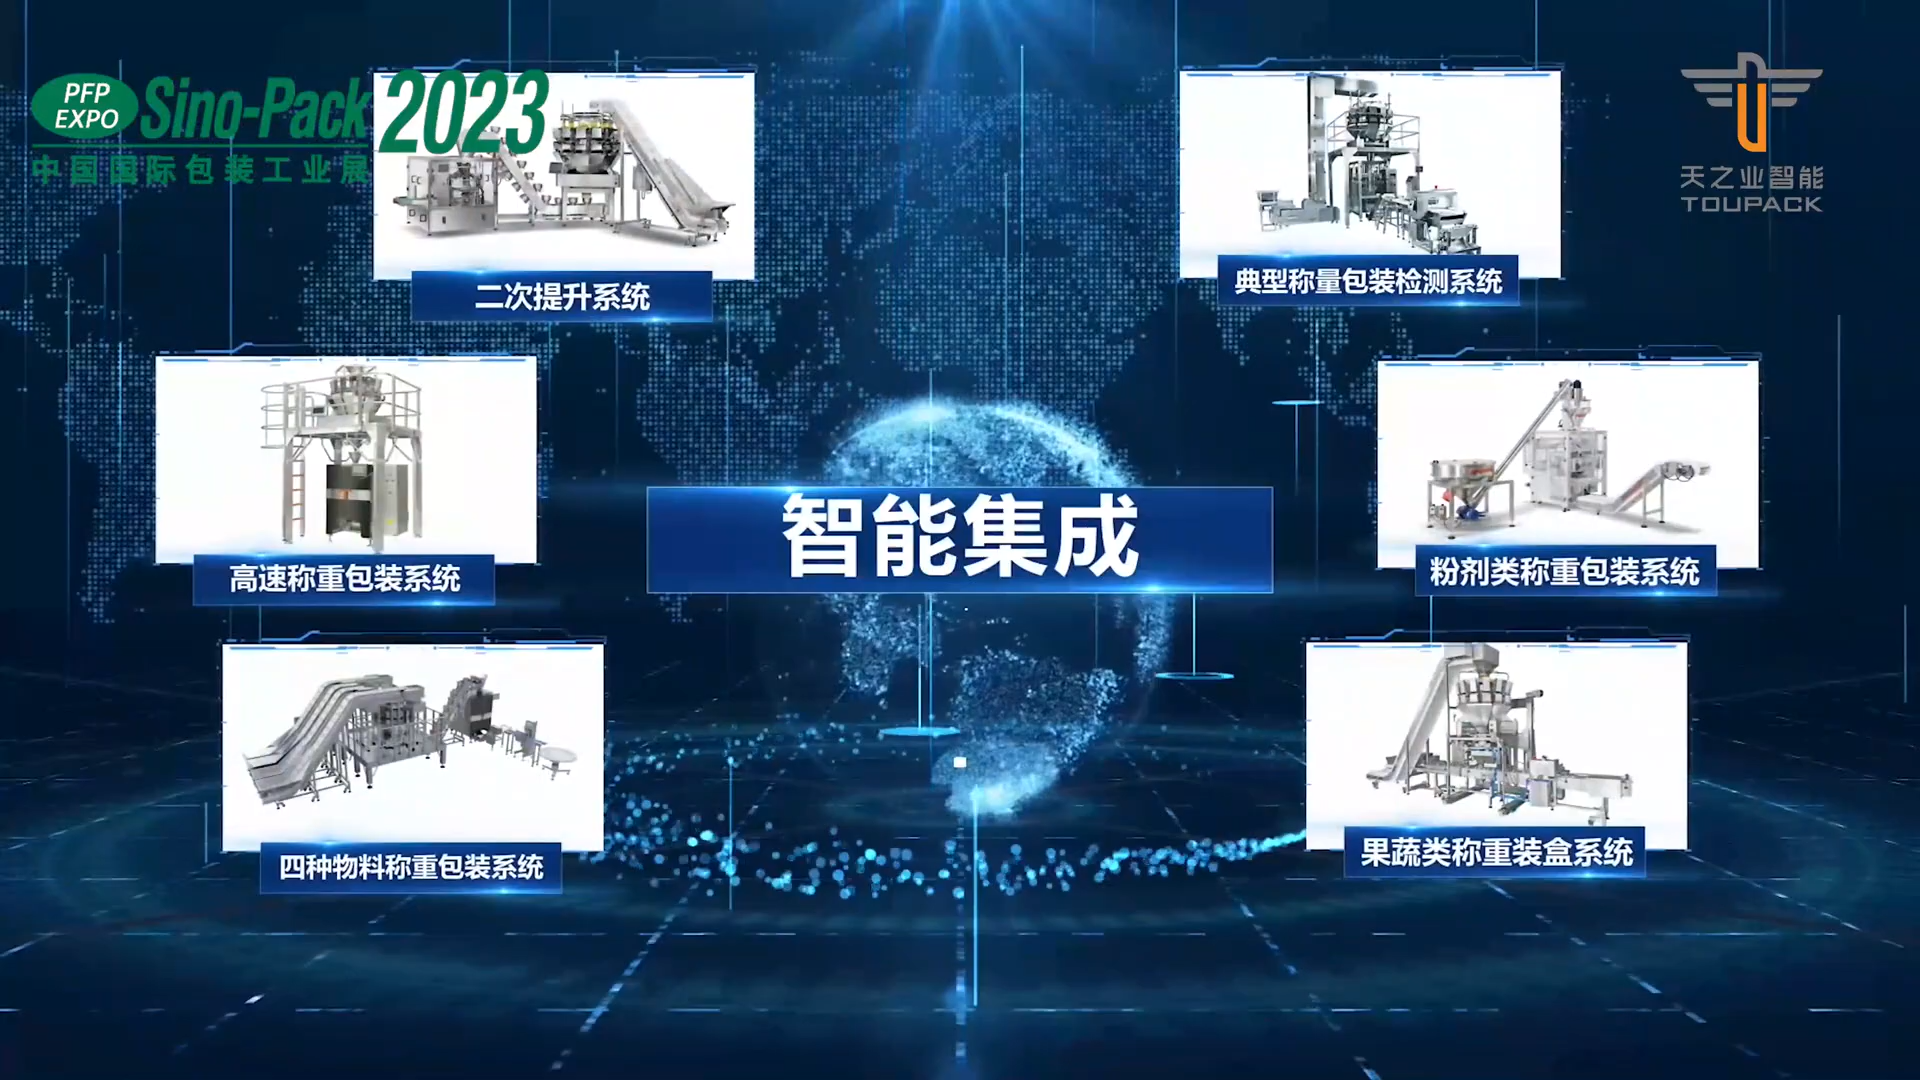 PFP
EXPO
Sino-Pack 2023
中国国际包装工业展
天之业智能
TOUPACK
二次提升系统
典型称量包装检测系统
高速称重包装系统
智能集成
粉剂类称重包装系统
四种物料称重包装系统
果蔬类称重装盒系统